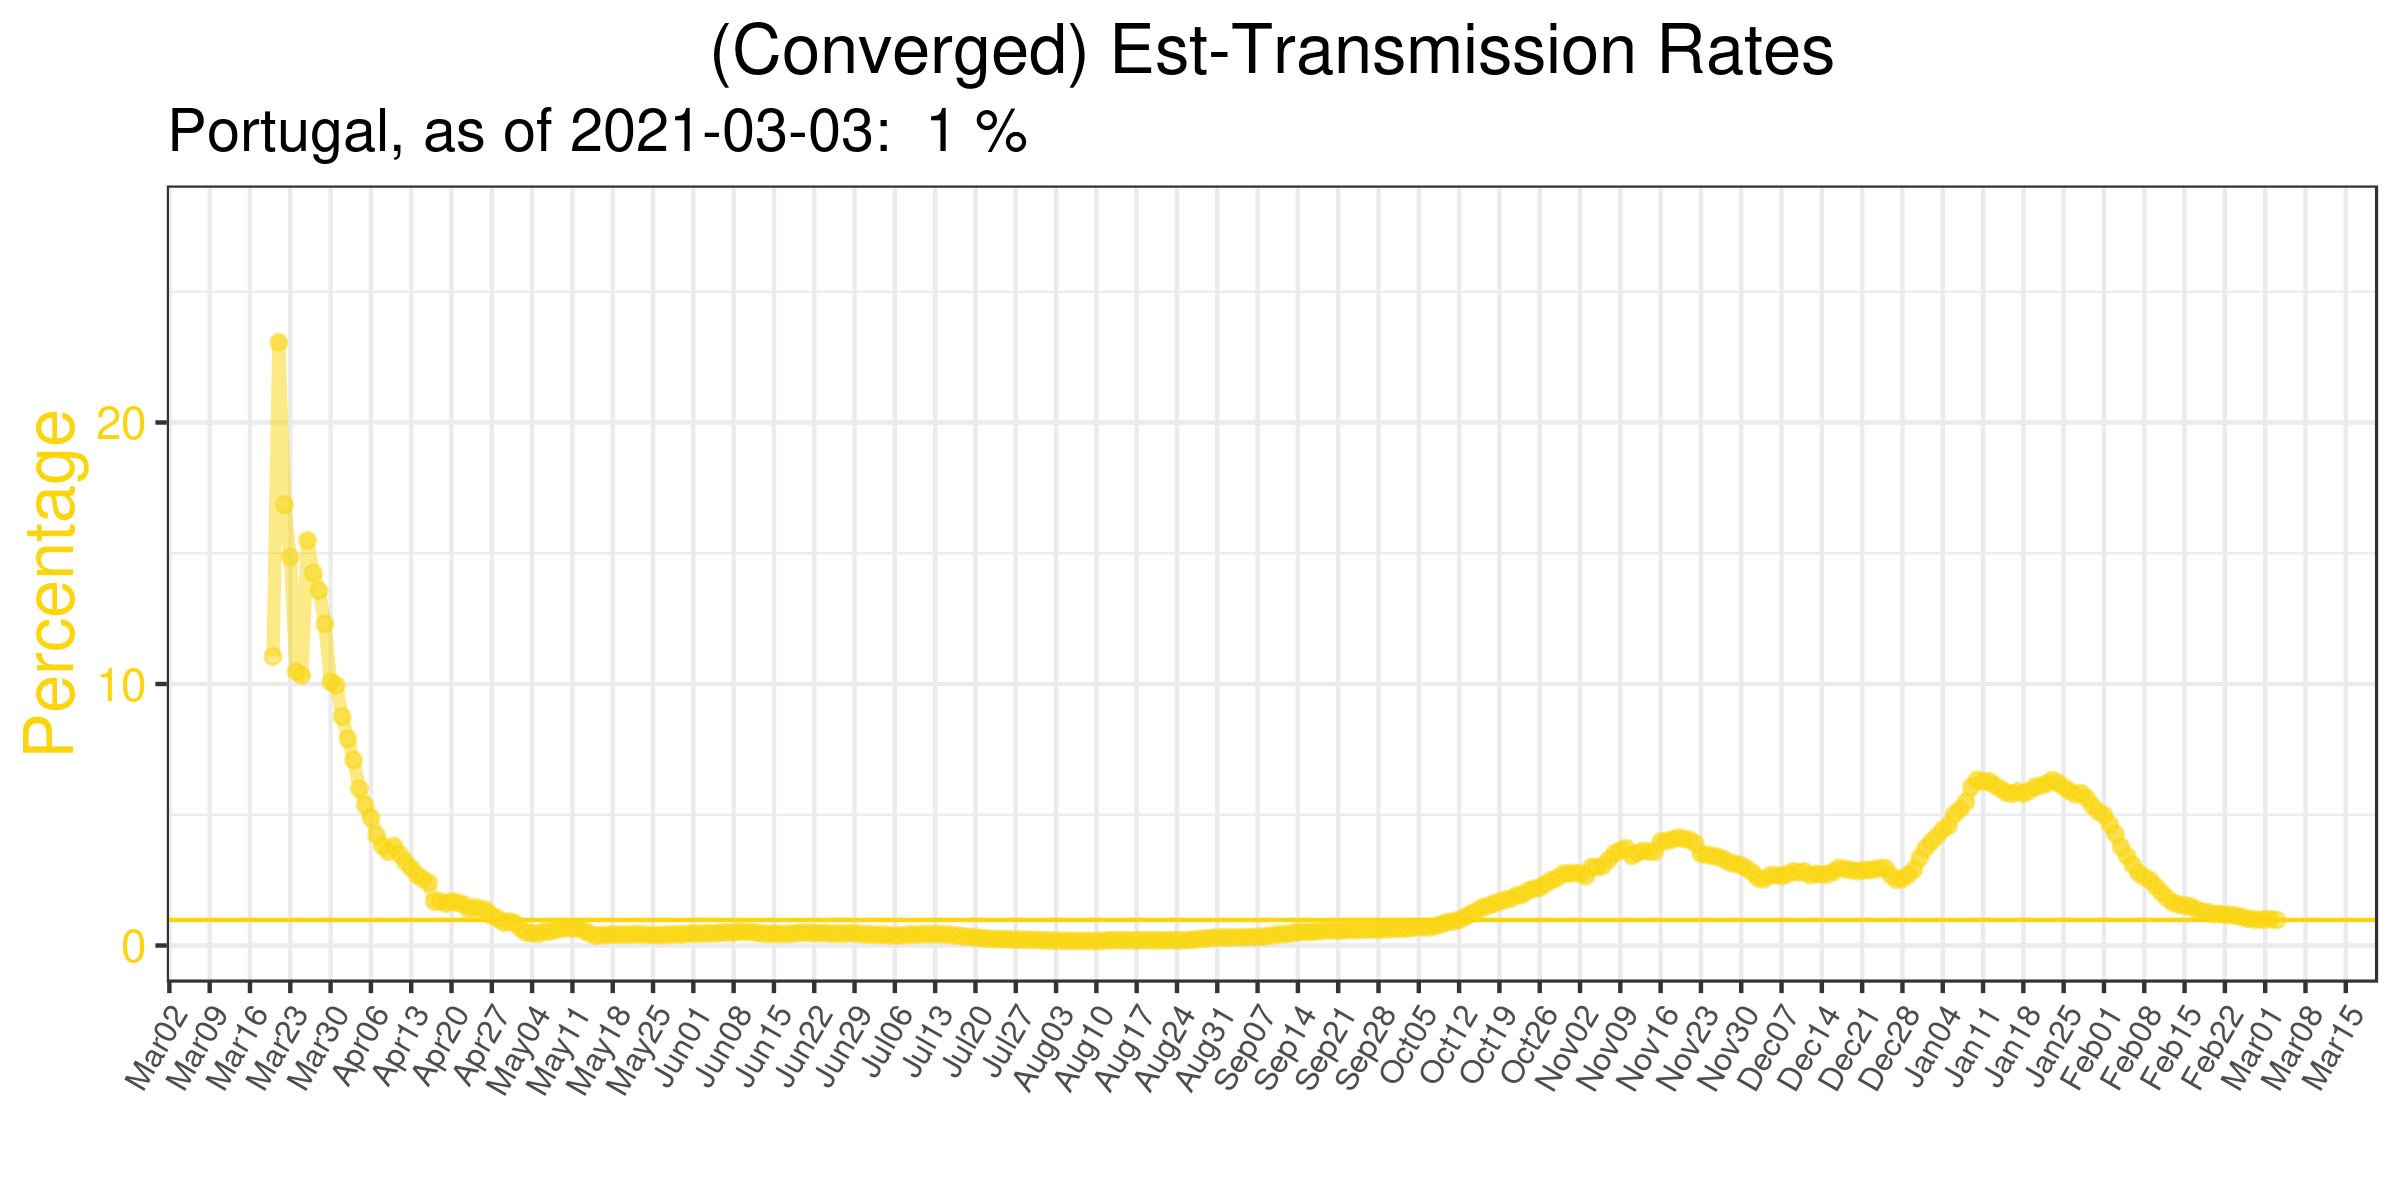 (Converged) Est-Transmission Rates
Portugal, as of 2021-03-03:  1 %
Percentage
20
10
0
Mar02
Mar09
Mar16
Mar23
Mar30
Apr06
Apr13
Apr20
Apr27
May04
May11
May18
May25
Jun01
Jun08
Jun15
Jun22
Jun29
Jul06
Jul13
Jul20
Jul27
Aug03
Aug10
Aug17
Aug24
Aug31
Sep07
Sep14
Sep21
Sep28
Oct05
Oct12
Oct19
Oct26
Nov02
Nov09
Nov16
Nov23
Nov30
Dec07
Dec14
Dec21
Dec28
Jan04
Jan11
Jan18
Jan25
Feb01
Feb08
Feb15
Feb22
Mar01
Mar08
Mar15